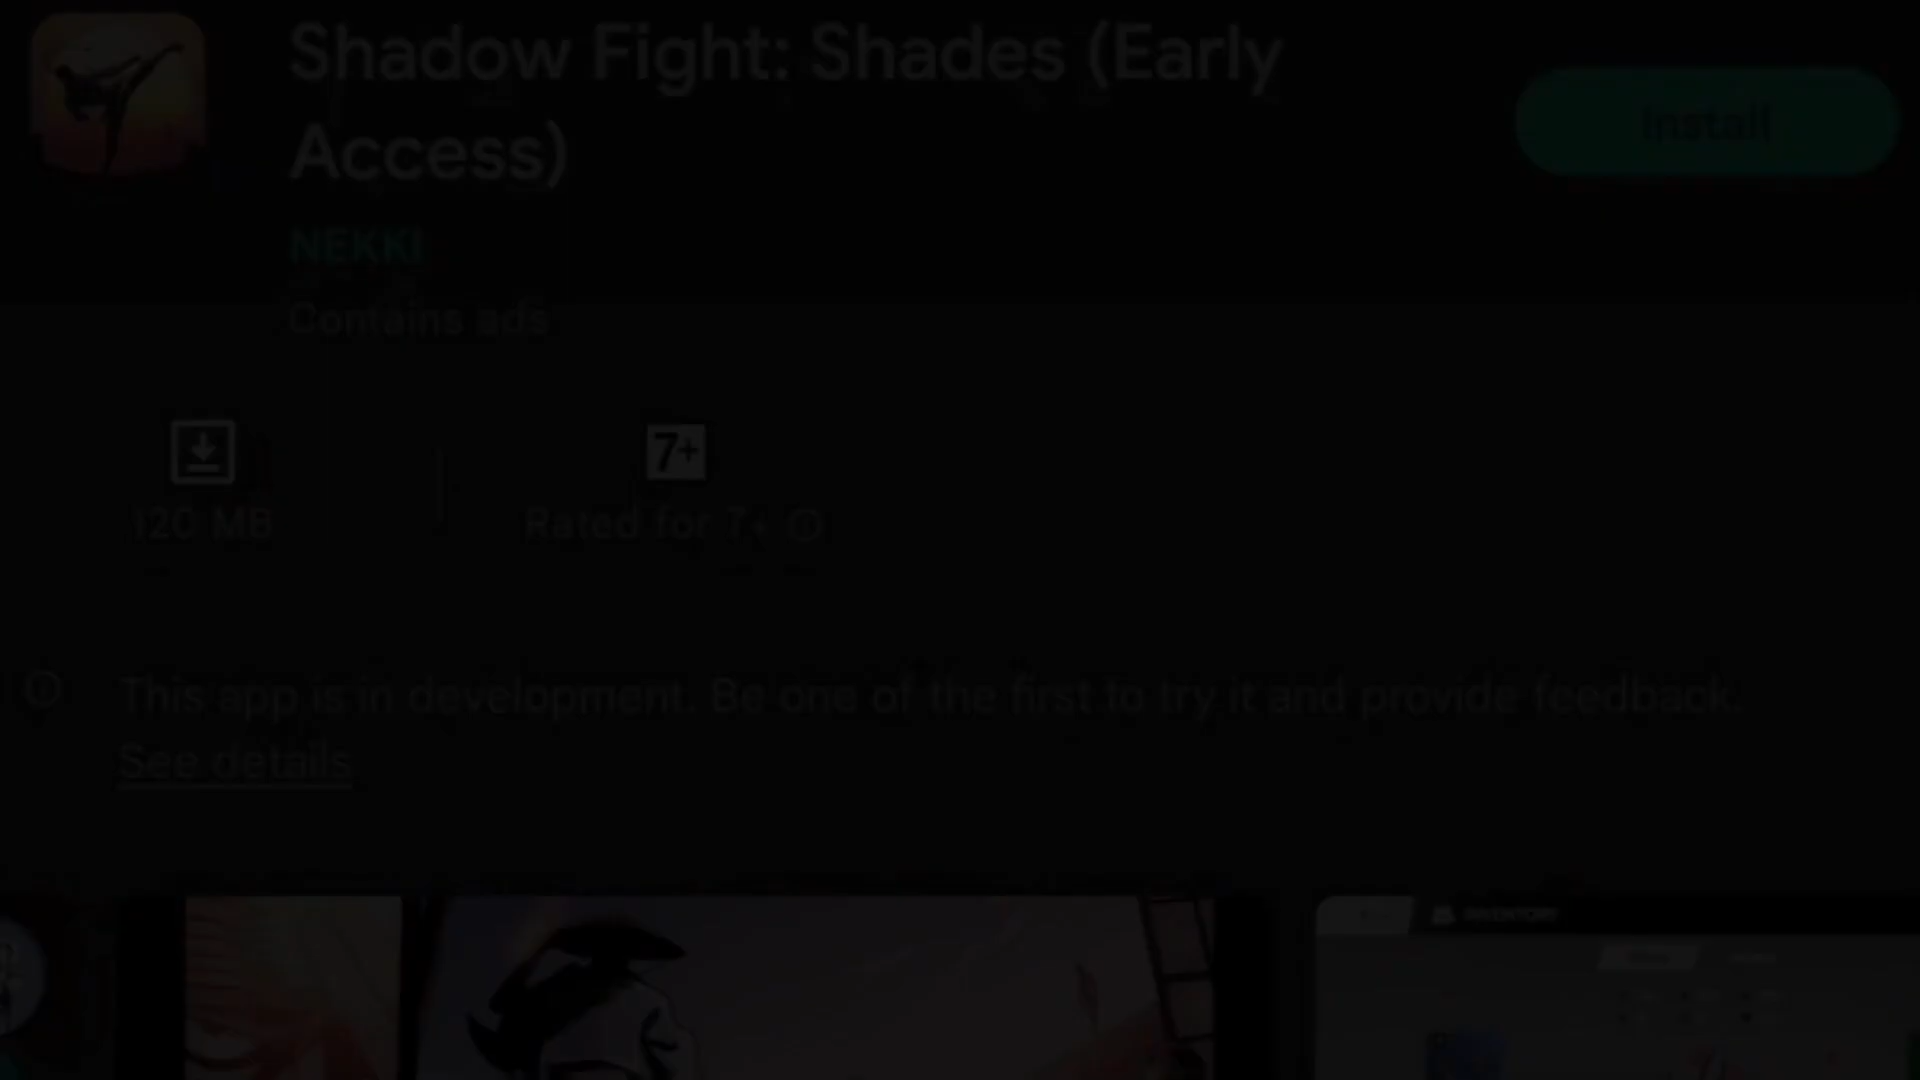 Shadow Fight: Shades (Early
Access)
Install
NEKKI
Contains ads
7+
120 MB
Rated for 7+
This app is in development. Be one of the first to try it and provide feedback.
See details
INVENTORY